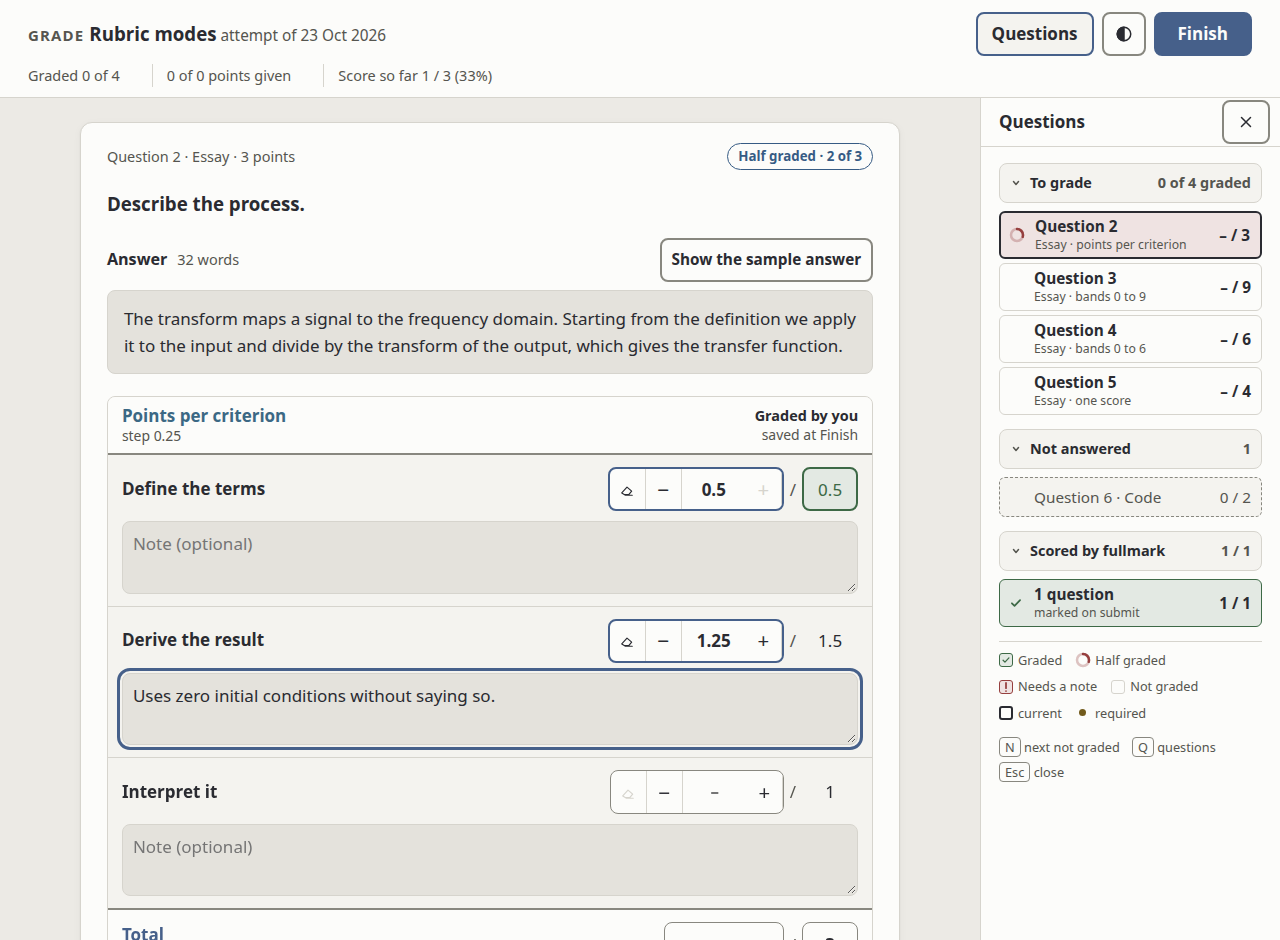 GRADE Rubric modes attempt of 23 Oct 2026
Questions
Finish
Graded 0 of 4
0 of 0 points given
Score so far 1 / 3 (33%)
Question 2 · Essay · 3 points
Half graded · 2 of 3
Describe the process.
Answer 32 words
Show the sample answer
The transform maps a signal to the frequency domain. Starting from the definition we apply
it to the input and divide by the transform of the output, which gives the transfer function.
Points per criterion
step 0.25
Graded by you
saved at Finish
Define the terms
− 0.5 + / 0.5
Note (optional)
Derive the result
− 1.25 + / 1.5
Uses zero initial conditions without saying so.
Interpret it
− – + / 1
Note (optional)
Total
Questions
To grade 0 of 4 graded
Question 2
Essay · points per criterion
– / 3
Question 3
Essay · bands 0 to 9
– / 9
Question 4
Essay · bands 0 to 6
– / 6
Question 5
Essay · one score
– / 4
Not answered 1
Question 6 · Code 0 / 2
Scored by fullmark 1 / 1
1 question
marked on submit
1 / 1
Graded Half graded
! Needs a note Not graded
current required
N next not graded Q questions
Esc close